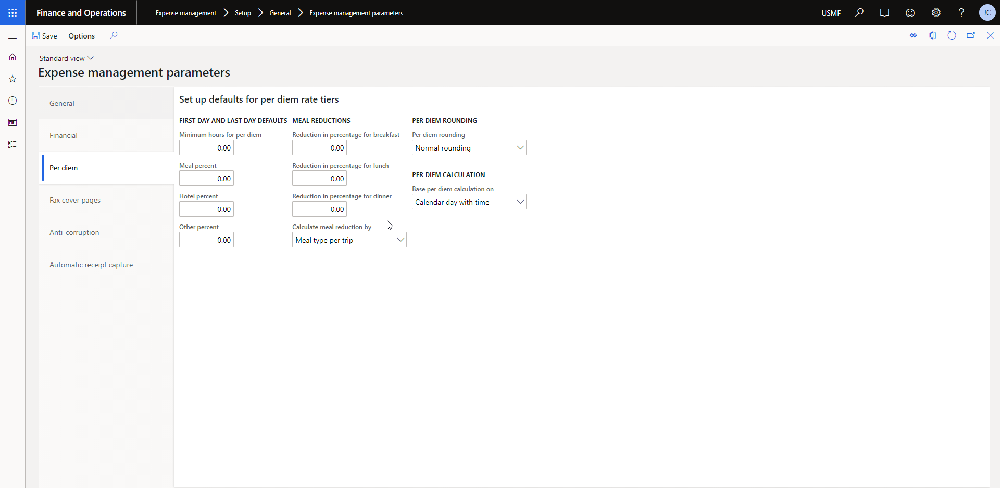 Finance and Operations
Expense management
Setup
General
Expense management parameters
USMF
?
JC
Save
Options
Standard view
Expense management parameters
General
Financial
Per diem
Fax cover pages
Anti-corruption
Automatic receipt capture
Set up defaults for per diem rate tiers
FIRST DAY AND LAST DAY DEFAULTS
Minimum hours for per diem
0.00
Meal percent
0.00
Hotel percent
0.00
Other percent
0.00
MEAL REDUCTIONS
Reduction in percentage for breakfast
0.00
Reduction in percentage for lunch
0.00
Reduction in percentage for dinner
0.00
Calculate meal reduction by
Meal type per trip
PER DIEM ROUNDING
Per diem rounding
Normal rounding
PER DIEM CALCULATION
Base per diem calculation on
Calendar day with time